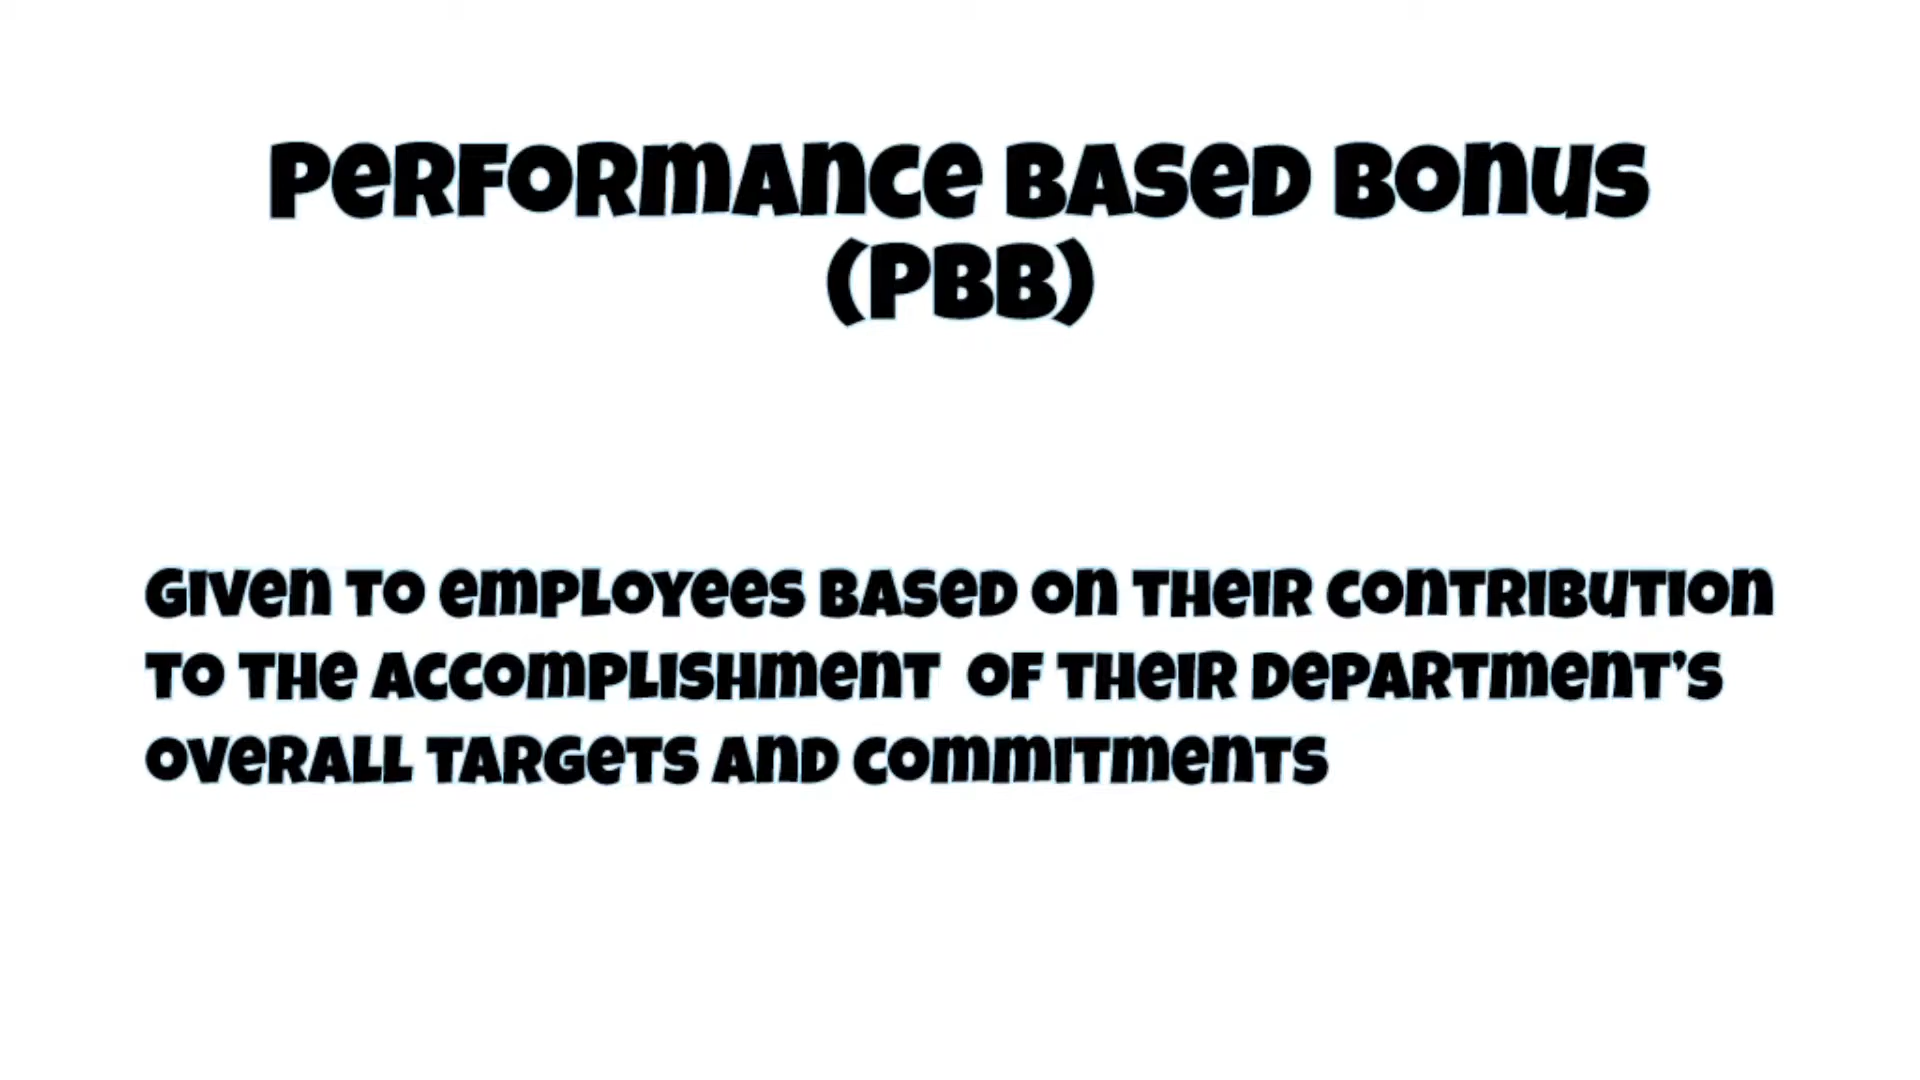 Performance Based Bonus
(PBB)
Given to employees based on their contribution
to the accomplishment of their department's
overall targets and commitments